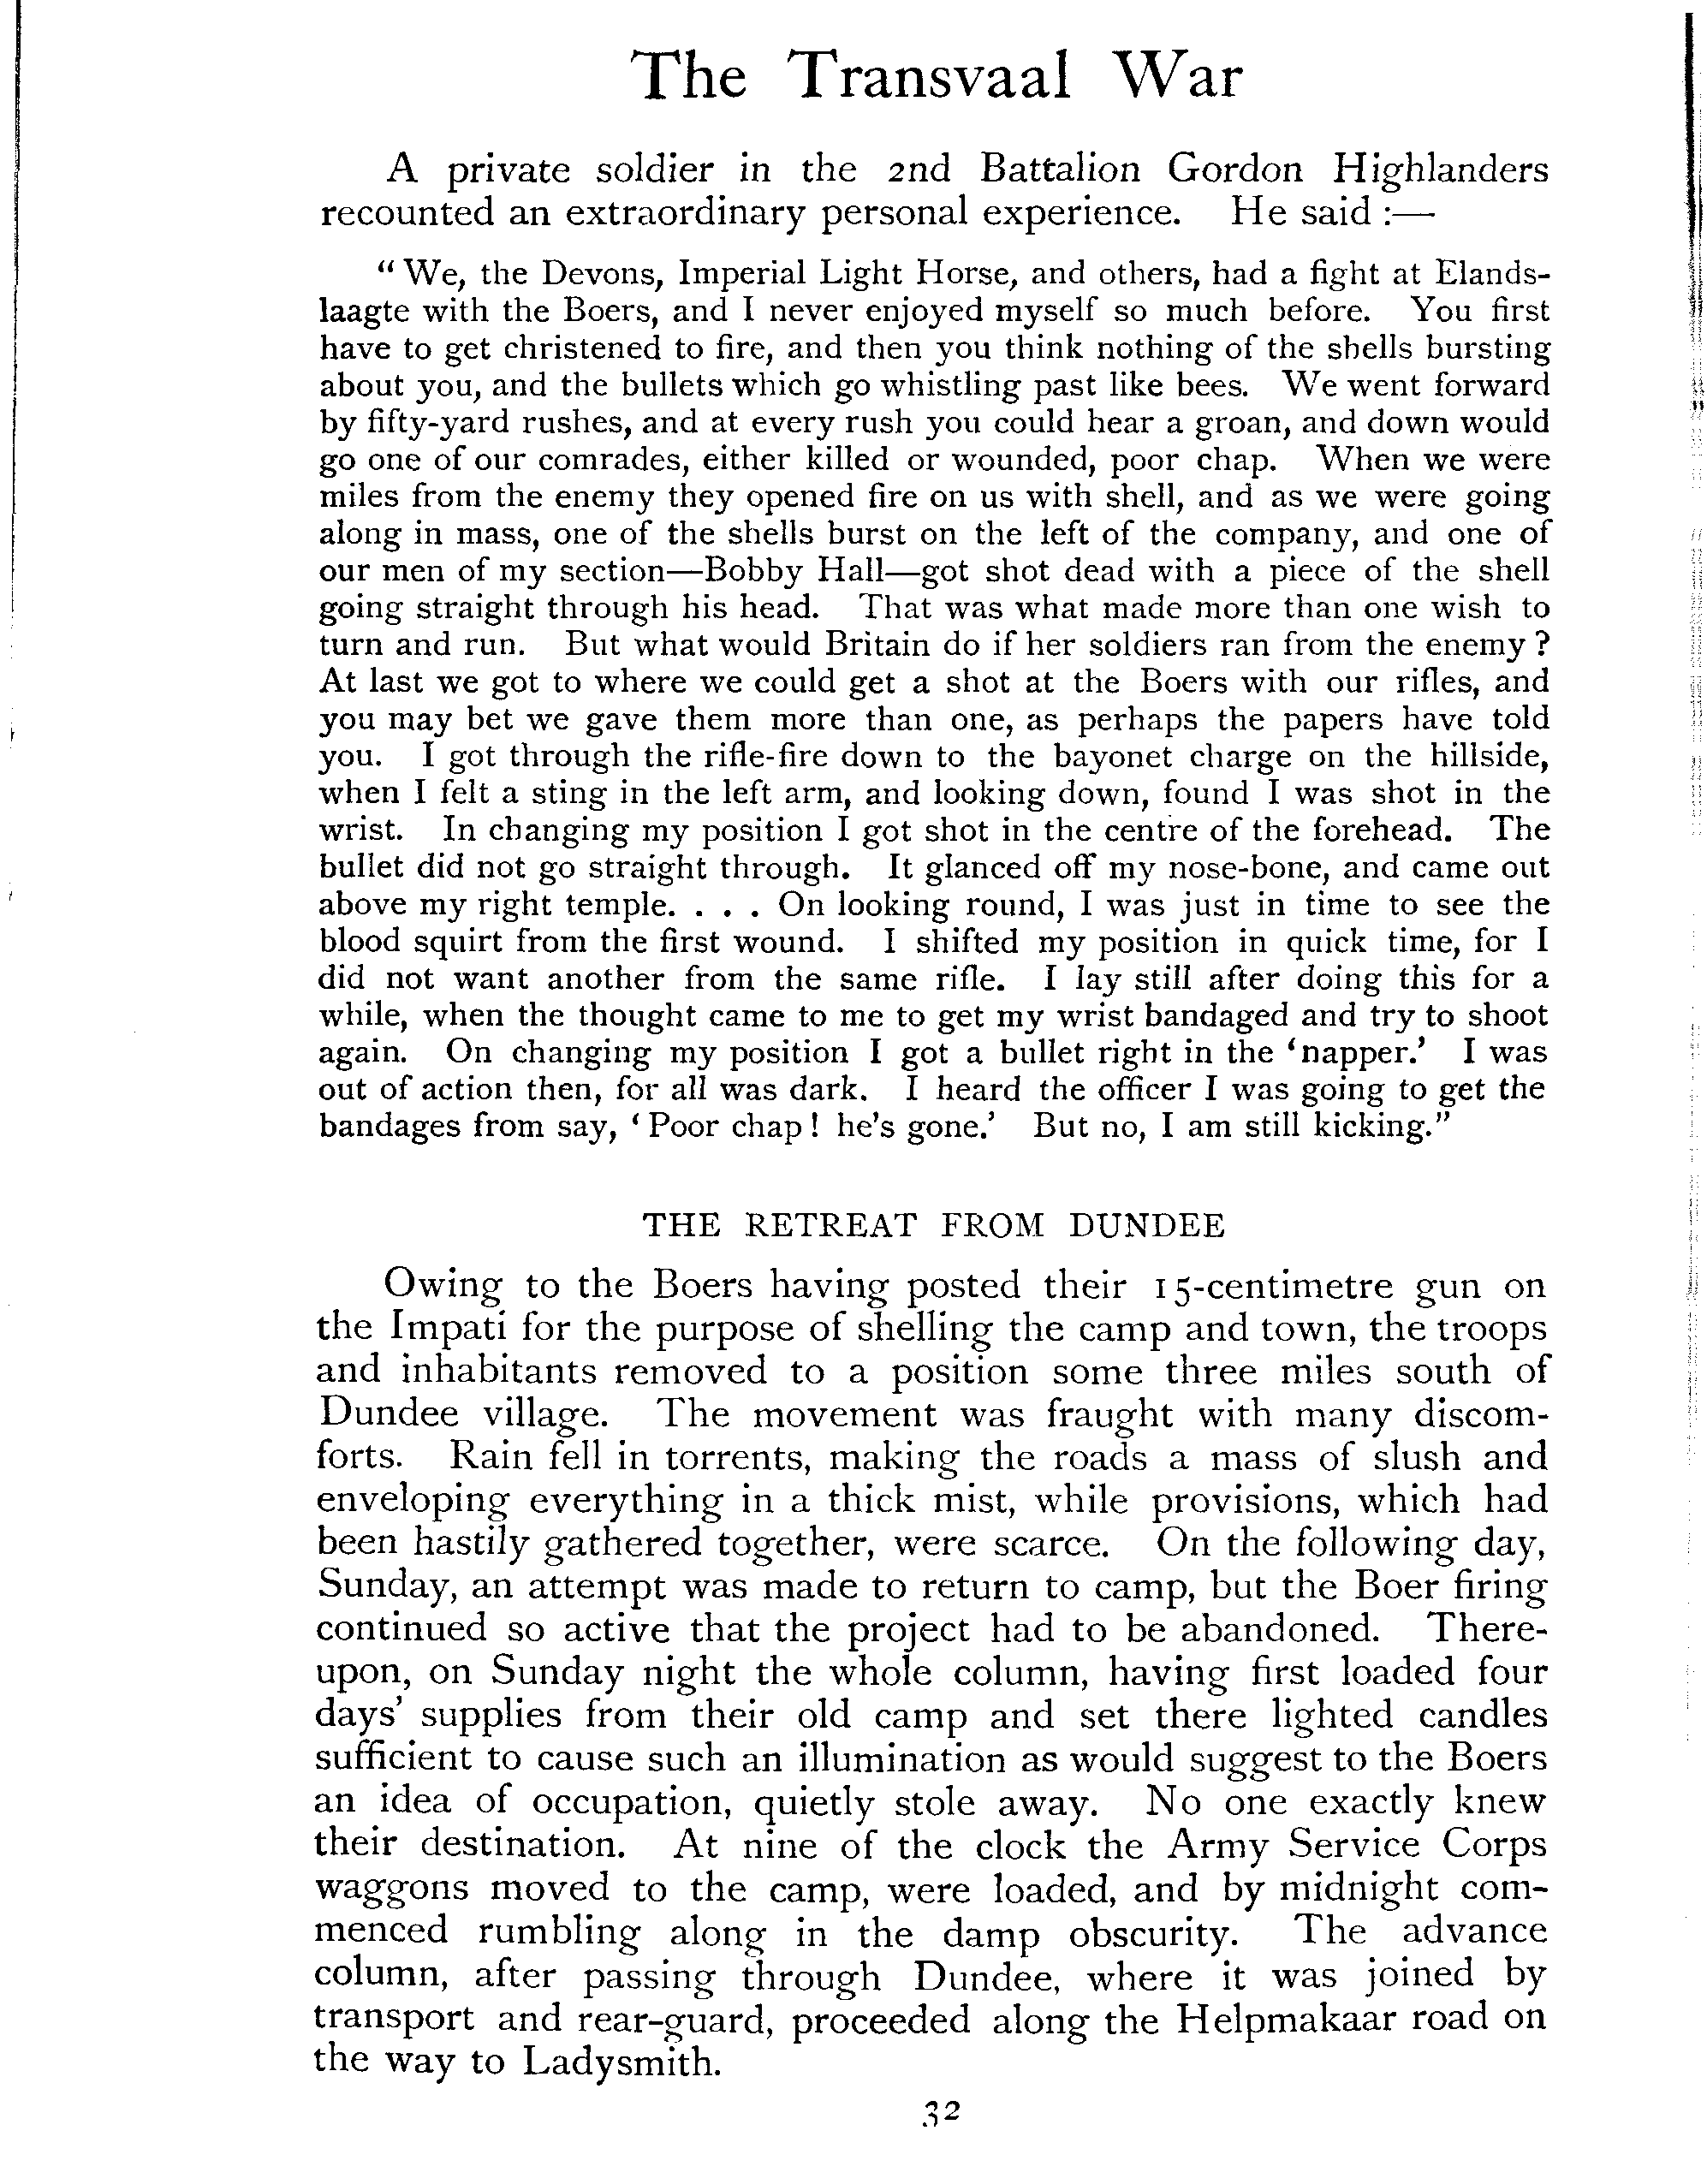 The Transvaal War
A private soldier in the 2nd Battalion Gordon Highlanders
recounted an extraordinary personal experience. He said :—
“ We, the Devons, Imperial Light Horse, and others, had a fight at Elands-
laagte with the Boers, and I never enjoyed myself so much before. You first
have to get christened to fire, and then you think nothing of the shells bursting
about you, and the bullets which go whistling past like bees. We went forward
by fifty-yard rushes, and at every rush you could hear a groan, and down would
go one of our comrades, either killed or wounded, poor chap. When we were
miles from the enemy they opened fire on us with shell, and as we were going
along in mass, one of the shells burst on the left of the company, and one of
our men of my section—Bobby Hall—got shot dead with a piece of the shell
going straight through his head. That was what made more than one wish to
turn and run. But what would Britain do if her soldiers ran from the enemy ?
At last we got to where we could get a shot at the Boers with our rifles, and
you may bet we gave them more than one, as perhaps the papers have told
you. I got through the rifle-fire down to the bayonet charge on the hillside,
when I felt a sting in the left arm, and looking down, found I was shot in the
wrist. In changing my position I got shot in the centre of the forehead. The
bullet did not go straight through. It glanced off my nose-bone, and came out
above my right temple. . . . On looking round, I was just in time to see the
blood squirt from the first wound. I shifted my position in quick time, for I
did not want another from the same rifle. I lay still after doing this for a
while, when the thought came to me to get my wrist bandaged and try to shoot
again. On changing my position I got a bullet right in the ‘napper.’ I was
out of action then, for all was dark. I heard the officer I was going to get the
bandages from say, ‘ Poor chap ! he's gone.’ But no, I am still kicking.”
THE RETREAT FROM DUNDEE
Owing to the Boers having posted their 15-centimetre gun on
the Impati for the purpose of shelling the camp and town, the troops
and inhabitants removed to a position some three miles south of
Dundee village. The movement was fraught with many discom-
forts. Rain fell in torrents, making the roads a mass of slush and
enveloping everything in a thick mist, while provisions, which had
been hastily gathered together, were scarce. On the following day,
Sunday, an attempt was made to return to camp, but the Boer firing
continued so active that the project had to be abandoned. There-
upon, on Sunday night the whole column, having first loaded four
days’ supplies from their old camp and set there lighted candles
sufficient to cause such an illumination as would suggest to the Boers
an idea of occupation, quietly stole away. No one exactly knew
their destination. At nine of the clock the Army Service Corps
waggons moved to the camp, were loaded, and by midnight com-
menced rumbling along in the damp obscurity. The advance
column, after passing through Dundee, where it was joined by
transport and rear-guard, proceeded along the Helpmakaar road on
the way to Ladysmith.
32